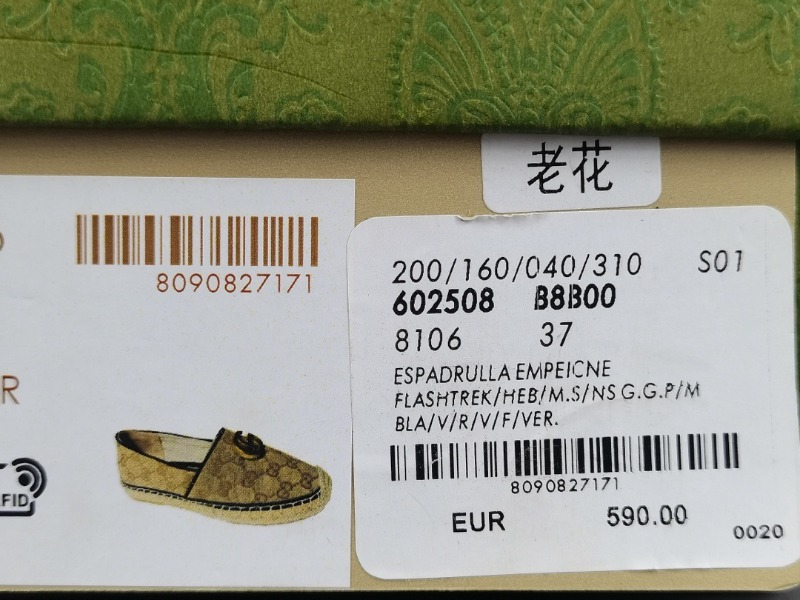 老花
8090827171
R
FID
200/160/040/310 S01
602508 B8B00
8106 37
ESPADRULLA EMPEICNE
FLASHTREK/HEB/M.S/NS G.G.P/M
BLA/V/R/V/F/VER.
8090827171
EUR 590.00
0020